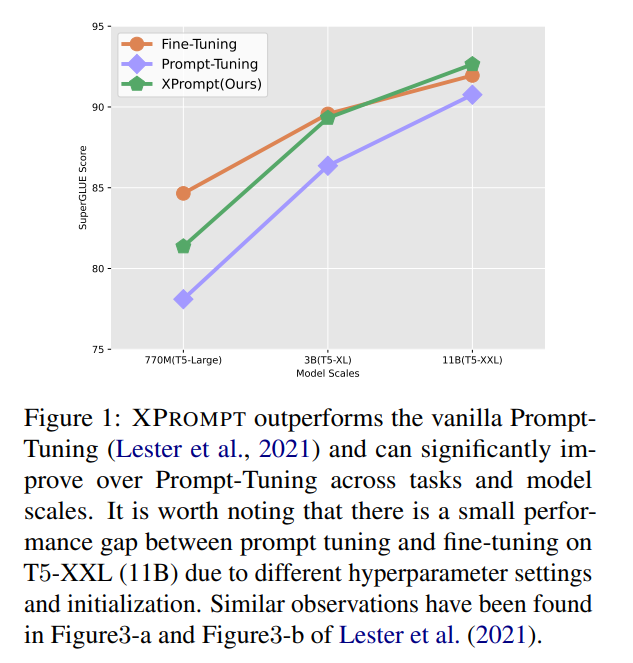 95
90
85
80
75
SuperGLUE Score
Fine-Tuning
Prompt-Tuning
XPrompt(Ours)
770M(T5-Large)
3B(T5-XL)
11B(T5-XXL)
Model Scales
Figure 1: XPROMPT outperforms the vanilla Prompt-
Tuning (Lester et al., 2021) and can significantly im-
prove over Prompt-Tuning across tasks and model
scales. It is worth noting that there is a small perfor-
mance gap between prompt tuning and fine-tuning on
T5-XXL (11B) due to different hyperparameter settings
and initialization. Similar observations have been found
in Figure3-a and Figure3-b of Lester et al. (2021).